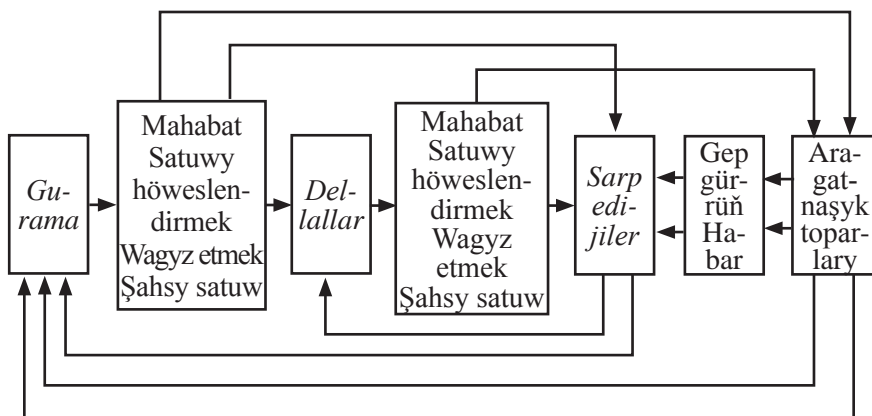 Gu-
rama
Mahabat
Satuwy
höweslen-
dirmek
Wagyz etmek
Şahsy satuw
Del-
lallar
Mahabat
Satuwy
höweslen-
dirmek
Wagyz
etmek
Şahsy satuw
Sarp
edi-
jiler
Gep
gür-
rüň
Ha-
bar
Ara-
gat-
naşyk
topar-
lary